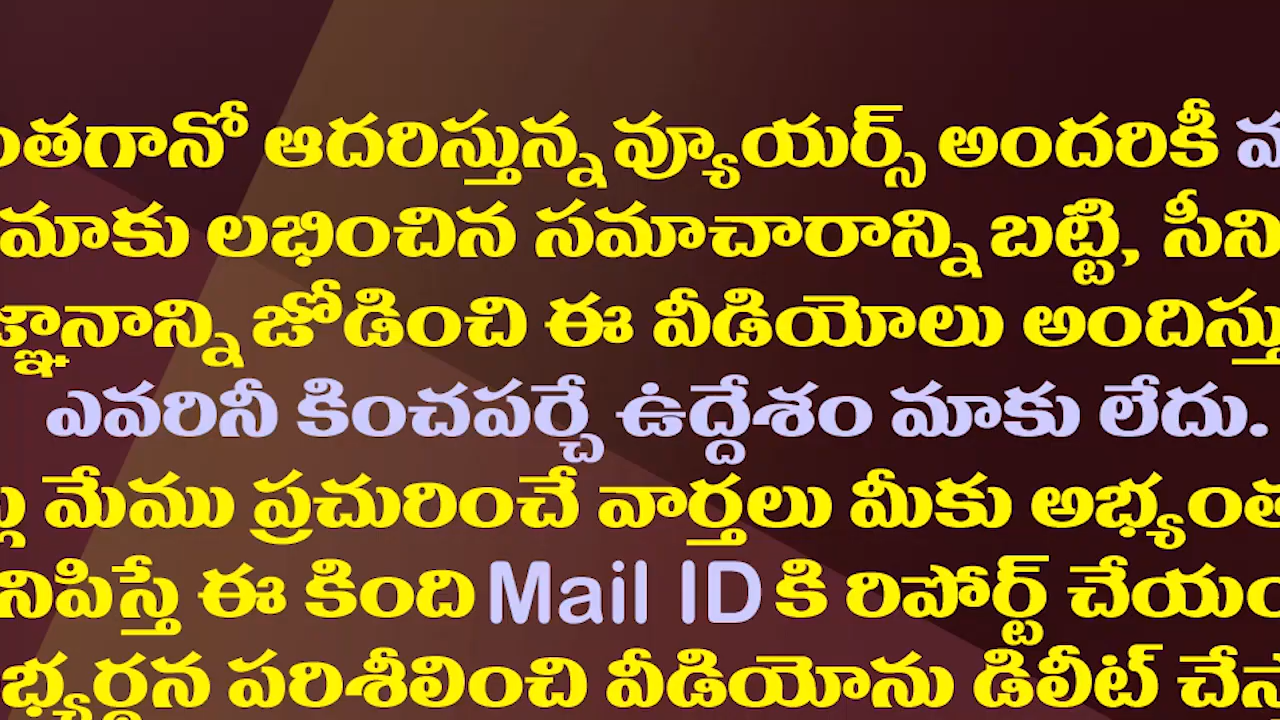 ఆదరిస్తున్న వ్యూయర్స్ అందరికీ
మాకు లభించిన సమాచారాన్ని బట్టి,
జోడించి ఈ వీడియోలు
ఎవరినీ కించపర్చే ఉద్దేశం మాకు లేదు.
మేము ప్రచురించే వార్తలు మీకు
ఈ కింది Mail ID కి రిపోర్ట్
పరిశీలించి వీడియోను డిలీట్